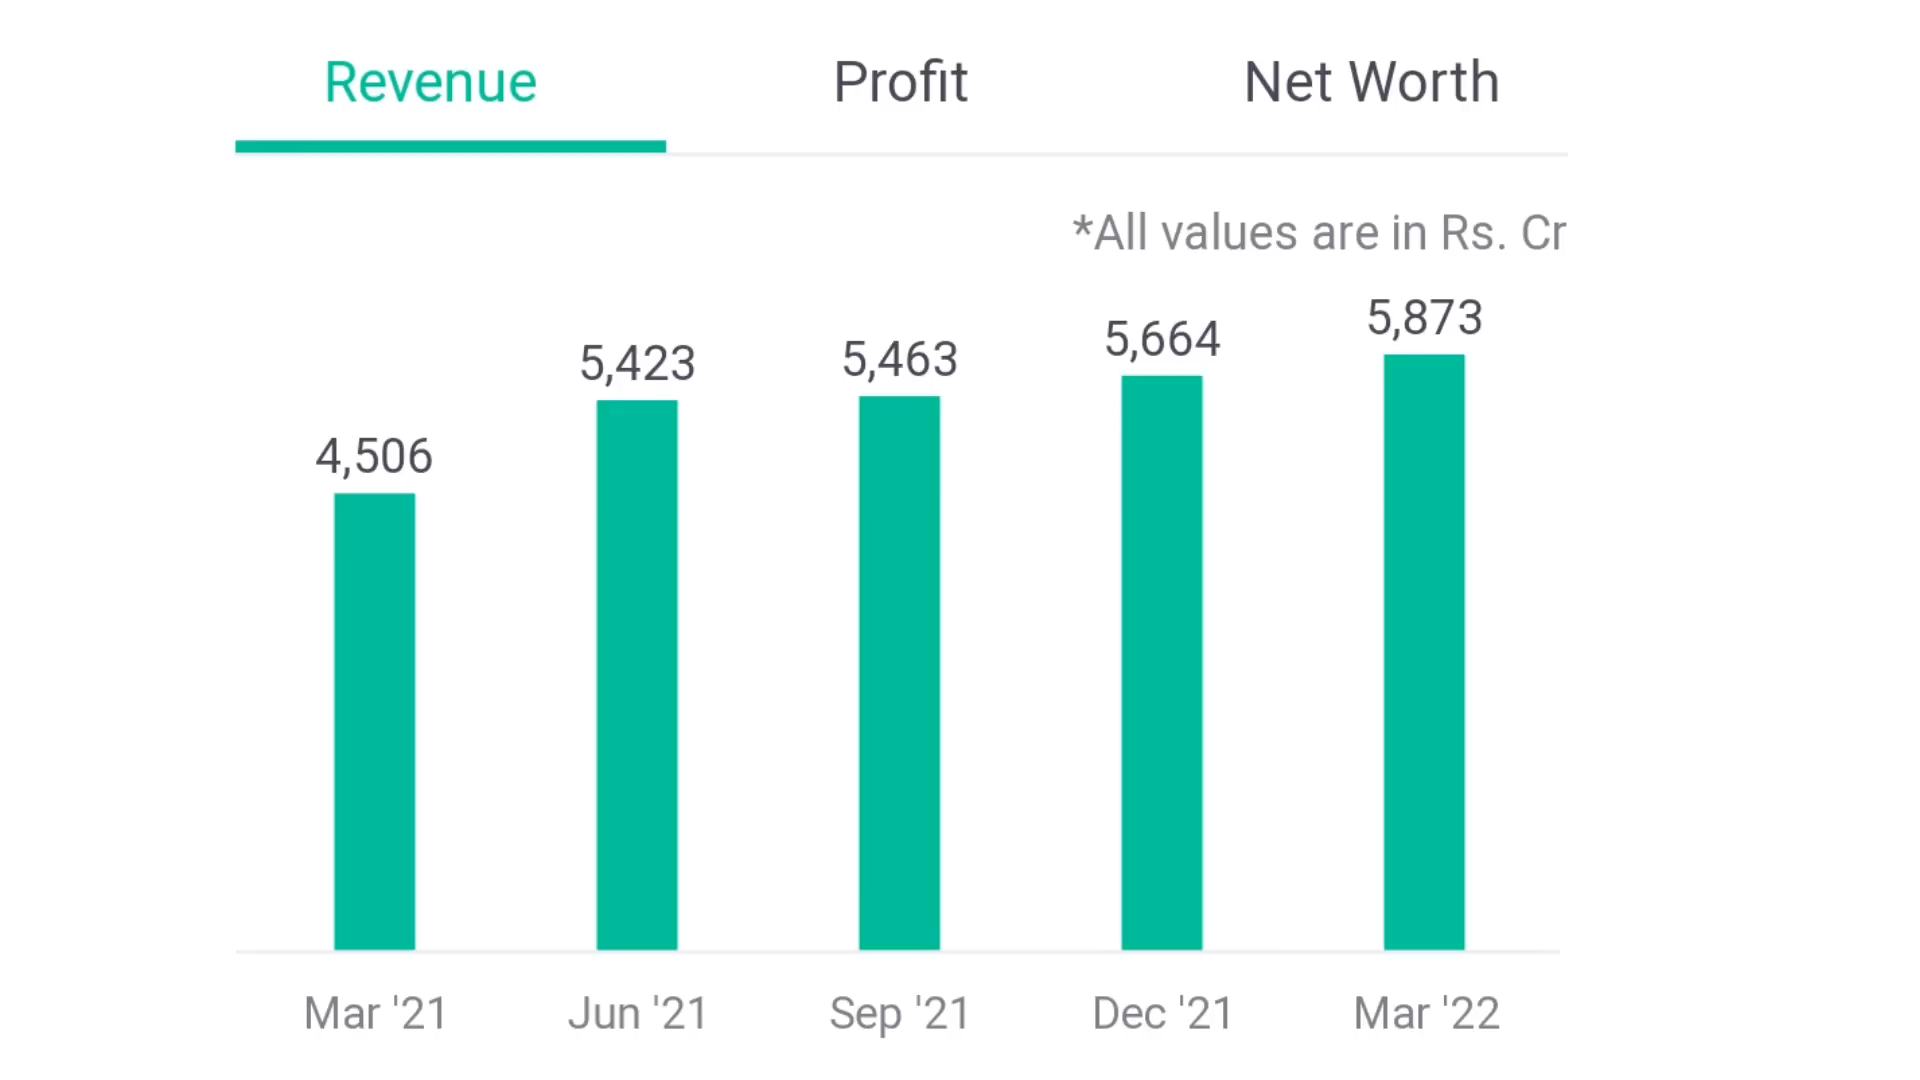 Revenue Profit Net Worth
*All values are in Rs. Cr
4,506 5,423 5,463 5,664 5,873
Mar '21 Jun '21 Sep '21 Dec '21 Mar '22